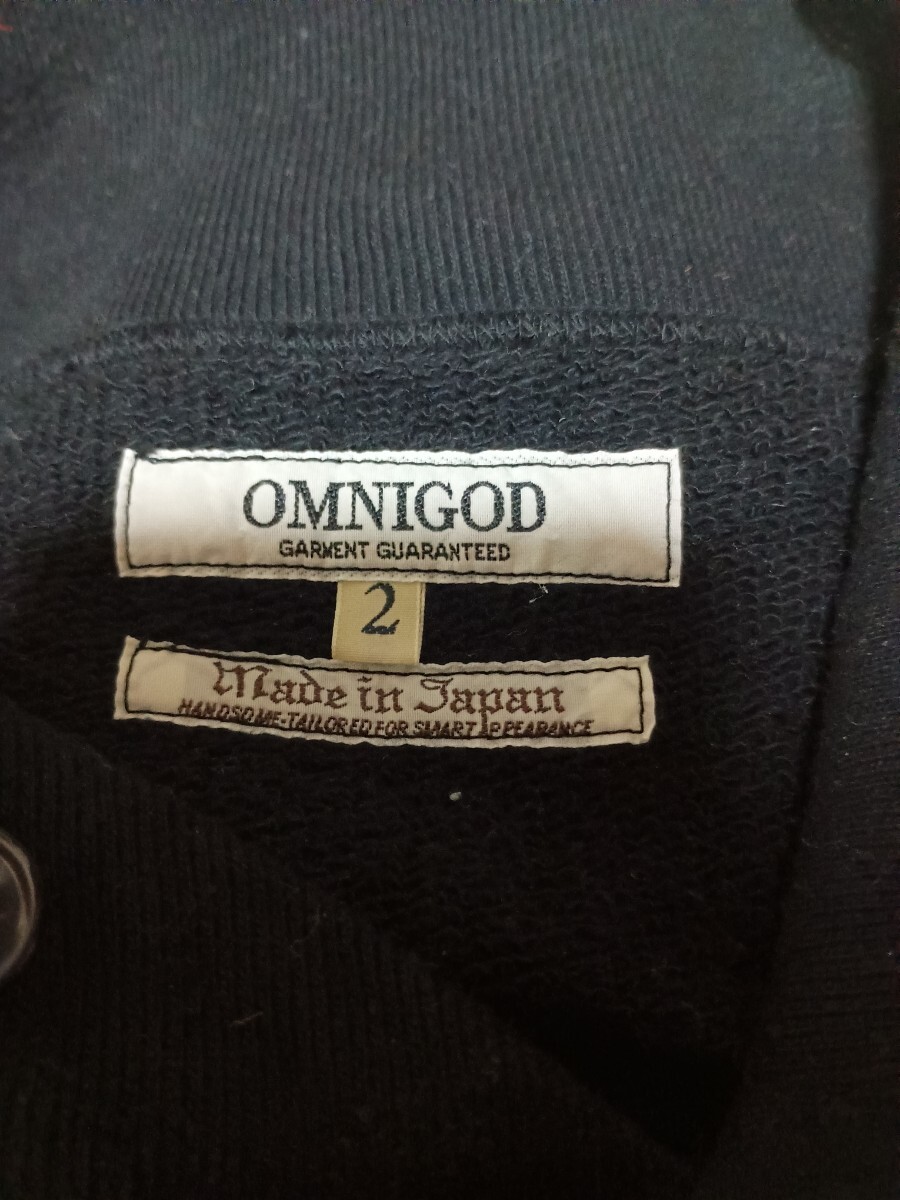 OMNIGOD
GARMENT GUARANTEED
2
Made in Japan
HANDSOME-TAILORED FOR SMART APPEARANCE